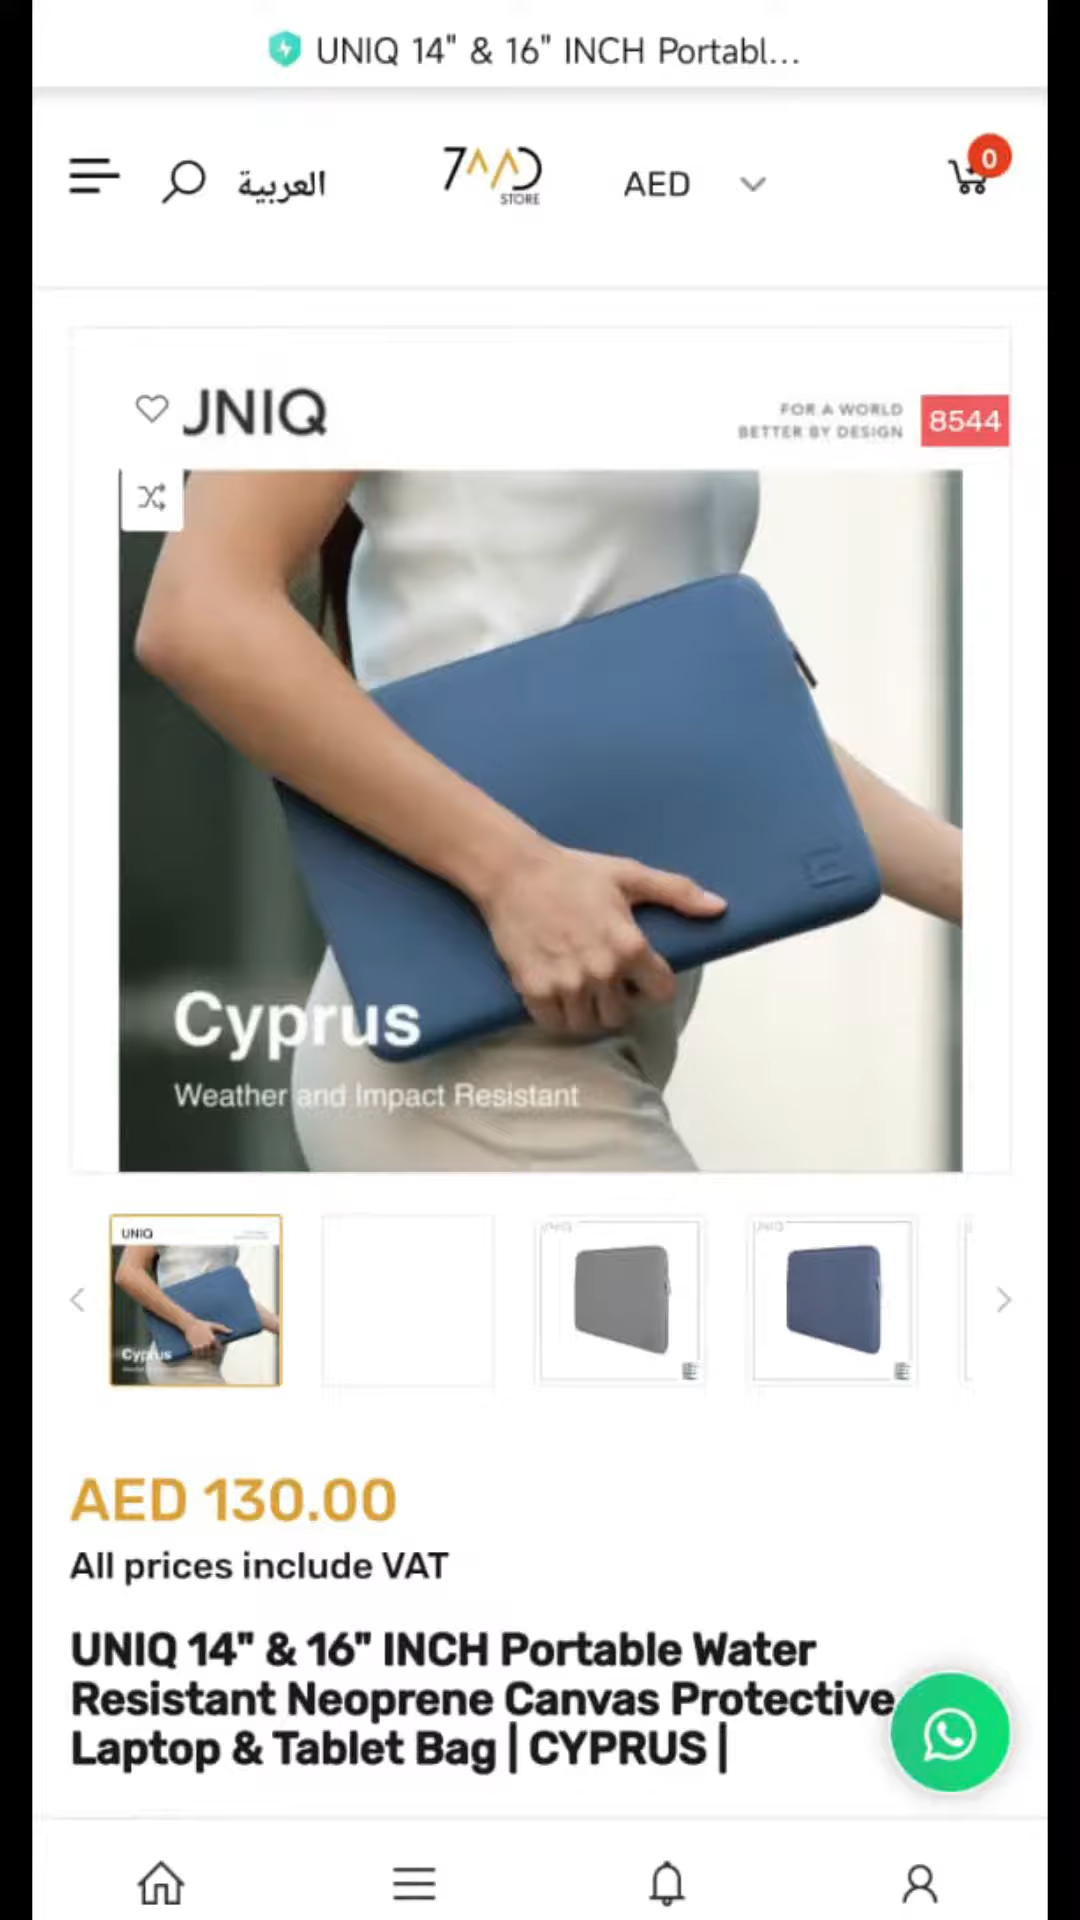 UNIQ 14" & 16" INCH Portabl...
العربية
7AAD
STORE
AED
0
JNIQ
FOR A WORLD
BETTER BY DESIGN
8544
Cyprus
Weather and Impact Resistant
UNIQ
Cyprus
UNIQ
UNIQ
AED 130.00
All prices include VAT
UNIQ 14" & 16" INCH Portable Water
Resistant Neoprene Canvas Protective
Laptop & Tablet Bag | CYPRUS |